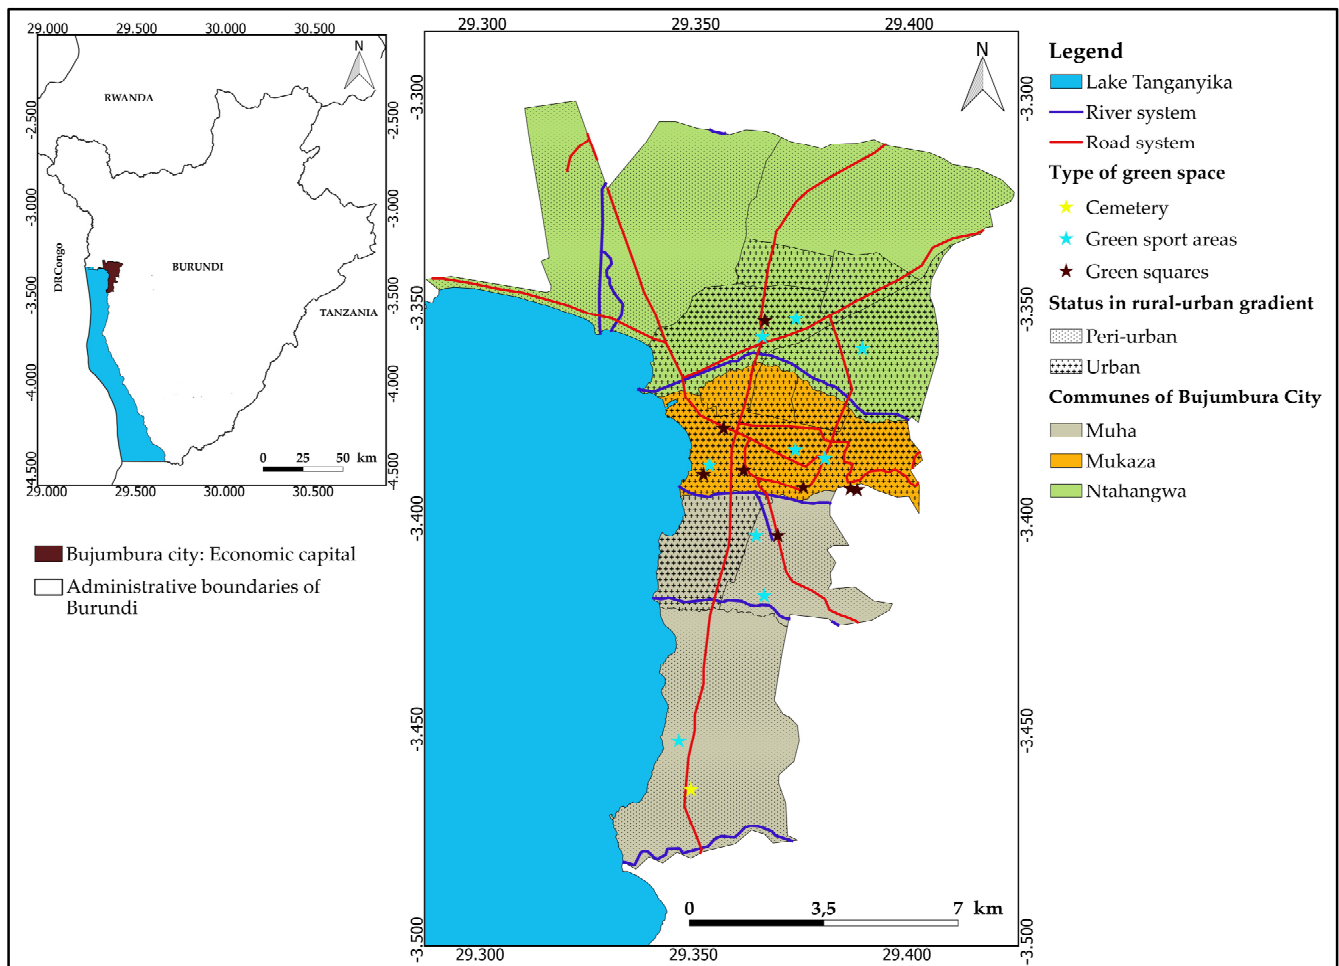 29.000 29.500 30.000 30.500
N
RWANDA
-2.500
-2.500
-3.000
-3.000
DRCongo
BURUNDI
-3.500
-3.500
TANZANIA
-4.000
-4.000
0 25 50 km
-4.500
-4.500
29.000 29.500 30.000 30.500
Bujumbura city: Economic capital
Administrative boundaries of
Burundi
29.300 29.350 29.400
N
-3.300
-3.300
-3.350
-3.350
-3.400
-3.400
-3.450
-3.450
0 3,5 7 km
-3.500
-3.500
29.300 29.350 29.400
Legend
Lake Tanganyika
River system
Road system
Type of green space
Cemetery
Green sport areas
Green squares
Status in rural-urban gradient
Peri-urban
Urban
Communes of Bujumbura City
Muha
Mukaza
Ntahangwa